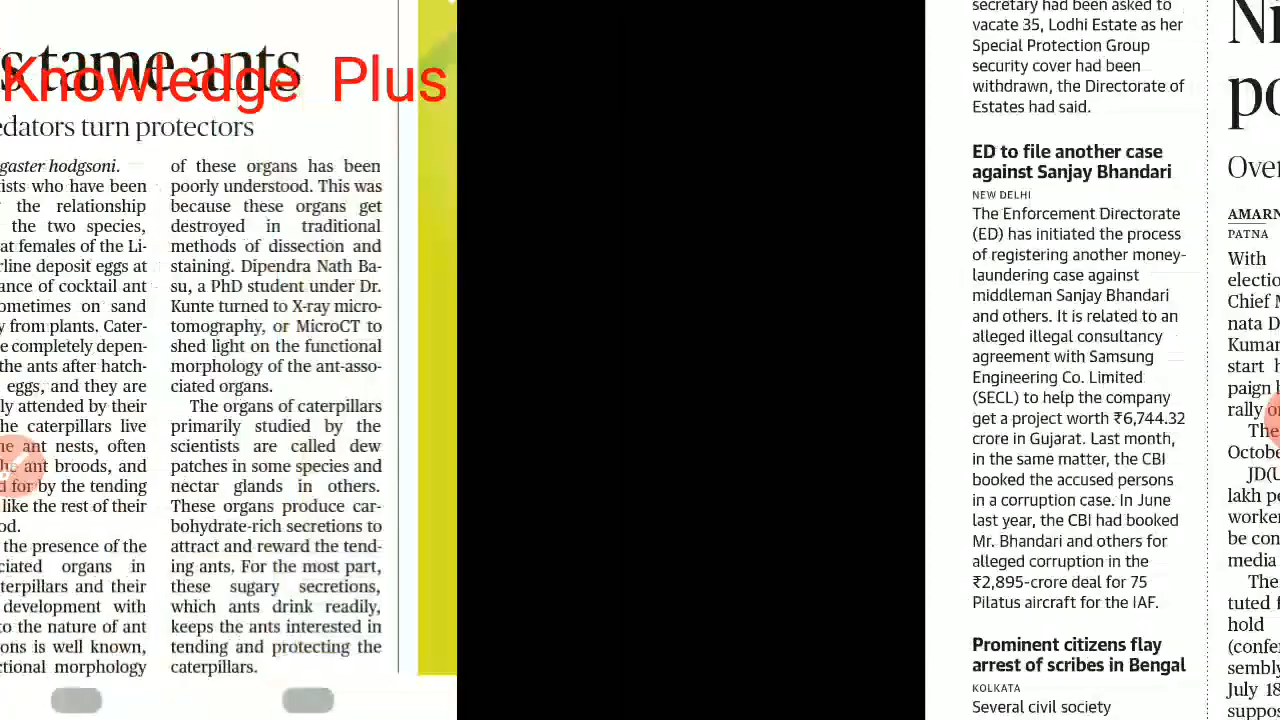 s tame ants
Knowledge Plus
edators turn protectors
gaster hodgsoni.
ists who have been
the relationship
the two species,
at females of the Li-
rline deposit eggs at
ance of cocktail ant
ometimes on sand
y from plants. Cater-
e completely depen-
the ants after hatch-
eggs, and they are
ly attended by their
he caterpillars live
ne ant nests, often
the ant broods, and
d for by the tending
like the rest of their
od.
the presence of the
ciated organs in
terpillars and their
development with
to the nature of ant
ons is well known,
ctional morphology
of these organs has been
poorly understood. This was
because these organs get
destroyed in traditional
methods of dissection and
staining. Dipendra Nath Ba-
su, a PhD student under Dr.
Kunte turned to X-ray micro-
tomography, or MicroCT to
shed light on the functional
morphology of the ant-asso-
ciated organs.
The organs of caterpillars
primarily studied by the
scientists are called dew
patches in some species and
nectar glands in others.
These organs produce car-
bohydrate-rich secretions to
attract and reward the tend-
ing ants. For the most part,
these sugary secretions,
which ants drink readily,
keeps the ants interested in
tending and protecting the
caterpillars.
secretary had been asked to
vacate 35, Lodhi Estate as her
Special Protection Group
security cover had been
withdrawn, the Directorate of
Estates had said.
ED to file another case
against Sanjay Bhandari
NEW DELHI
The Enforcement Directorate
(ED) has initiated the process
of registering another money-
laundering case against
middleman Sanjay Bhandari
and others. It is related to an
alleged illegal consultancy
agreement with Samsung
Engineering Co. Limited
(SECL) to help the company
get a project worth ₹6,744.32
crore in Gujarat. Last month,
in the same matter, the CBI
booked the accused persons
in a corruption case. In June
last year, the CBI had booked
Mr. Bhandari and others for
alleged corruption in the
₹2,895-crore deal for 75
Pilatus aircraft for the IAF.
Prominent citizens flay
arrest of scribes in Bengal
KOLKATA
Several civil society
Ni
po
Over
AMARN
PATNA
With
electio
Chief M
nata D
Kumar
start h
paign b
rally o
The
Octobe
JD(U
lakh pe
worker
be con
media
The
tuted f
hold
(confer
sembly
July 18
suppos